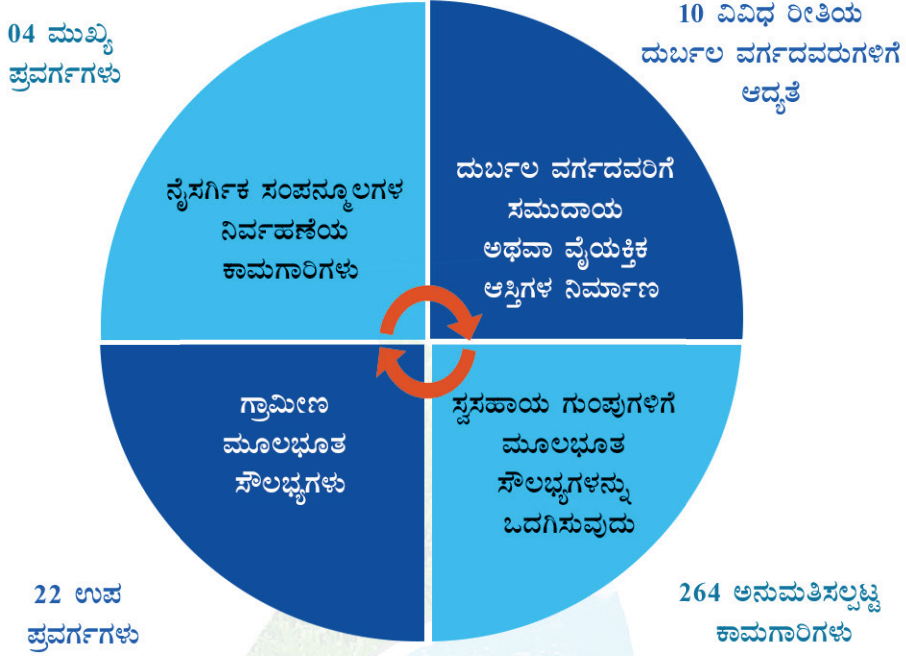 04 ಮುಖ್ಯ
ಪ್ರವರ್ಗಗಳು
10 ವಿವಿಧ ರೀತಿಯ
ದುರ್ಬಲ ವರ್ಗದವರುಗಳಿಗೆ
ಆದ್ಯತೆ
ನೈಸರ್ಗಿಕ ಸಂಪನ್ಮೂಲಗಳ
ನಿರ್ವಹಣೆಯ
ಕಾಮಗಾರಿಗಳು
ದುರ್ಬಲ ವರ್ಗದವರಿಗೆ
ಸಮುದಾಯ
ಅಥವಾ ವೈಯಕ್ತಿಕ
ಆಸ್ತಿಗಳ ನಿರ್ಮಾಣ
ಗ್ರಾಮೀಣ
ಮೂಲಭೂತ
ಸೌಲಭ್ಯಗಳು
ಸ್ವಸಹಾಯ ಗುಂಪುಗಳಿಗೆ
ಮೂಲಭೂತ
ಸೌಲಭ್ಯಗಳನ್ನು
ಒದಗಿಸುವುದು
22 ಉಪ
ಪ್ರವರ್ಗಗಳು
264 ಅನುಮತಿಸಲ್ಪಟ್ಟ
ಕಾಮಗಾರಿಗಳು